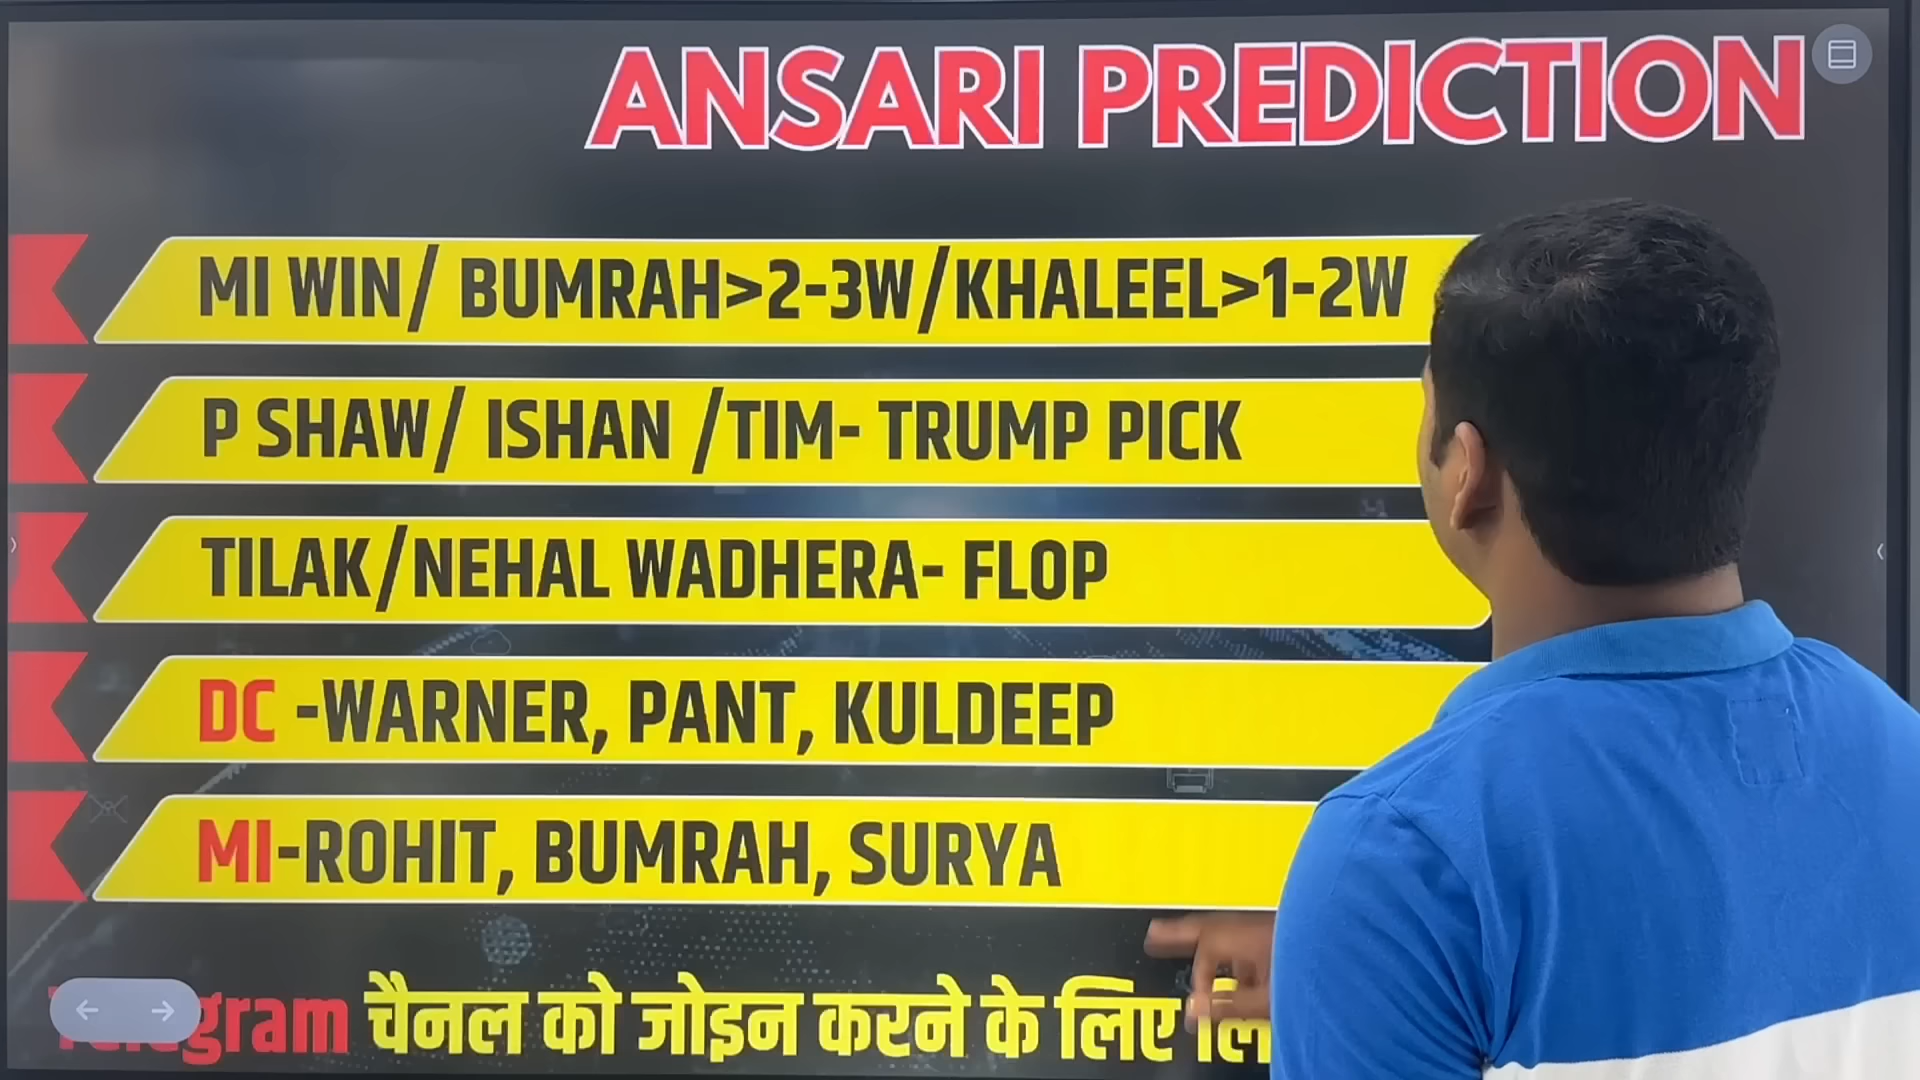 ANSARI PREDICTION
MI WIN/ BUMRAH>2-3W/KHALEEL>1-2W
P SHAW/ ISHAN /TIM- TRUMP PICK
TILAK/NEHAL WADHERA- FLOP
DC -WARNER, PANT, KULDEEP
MI-ROHIT, BUMRAH, SURYA
चैनल को जोइन करने के लिए